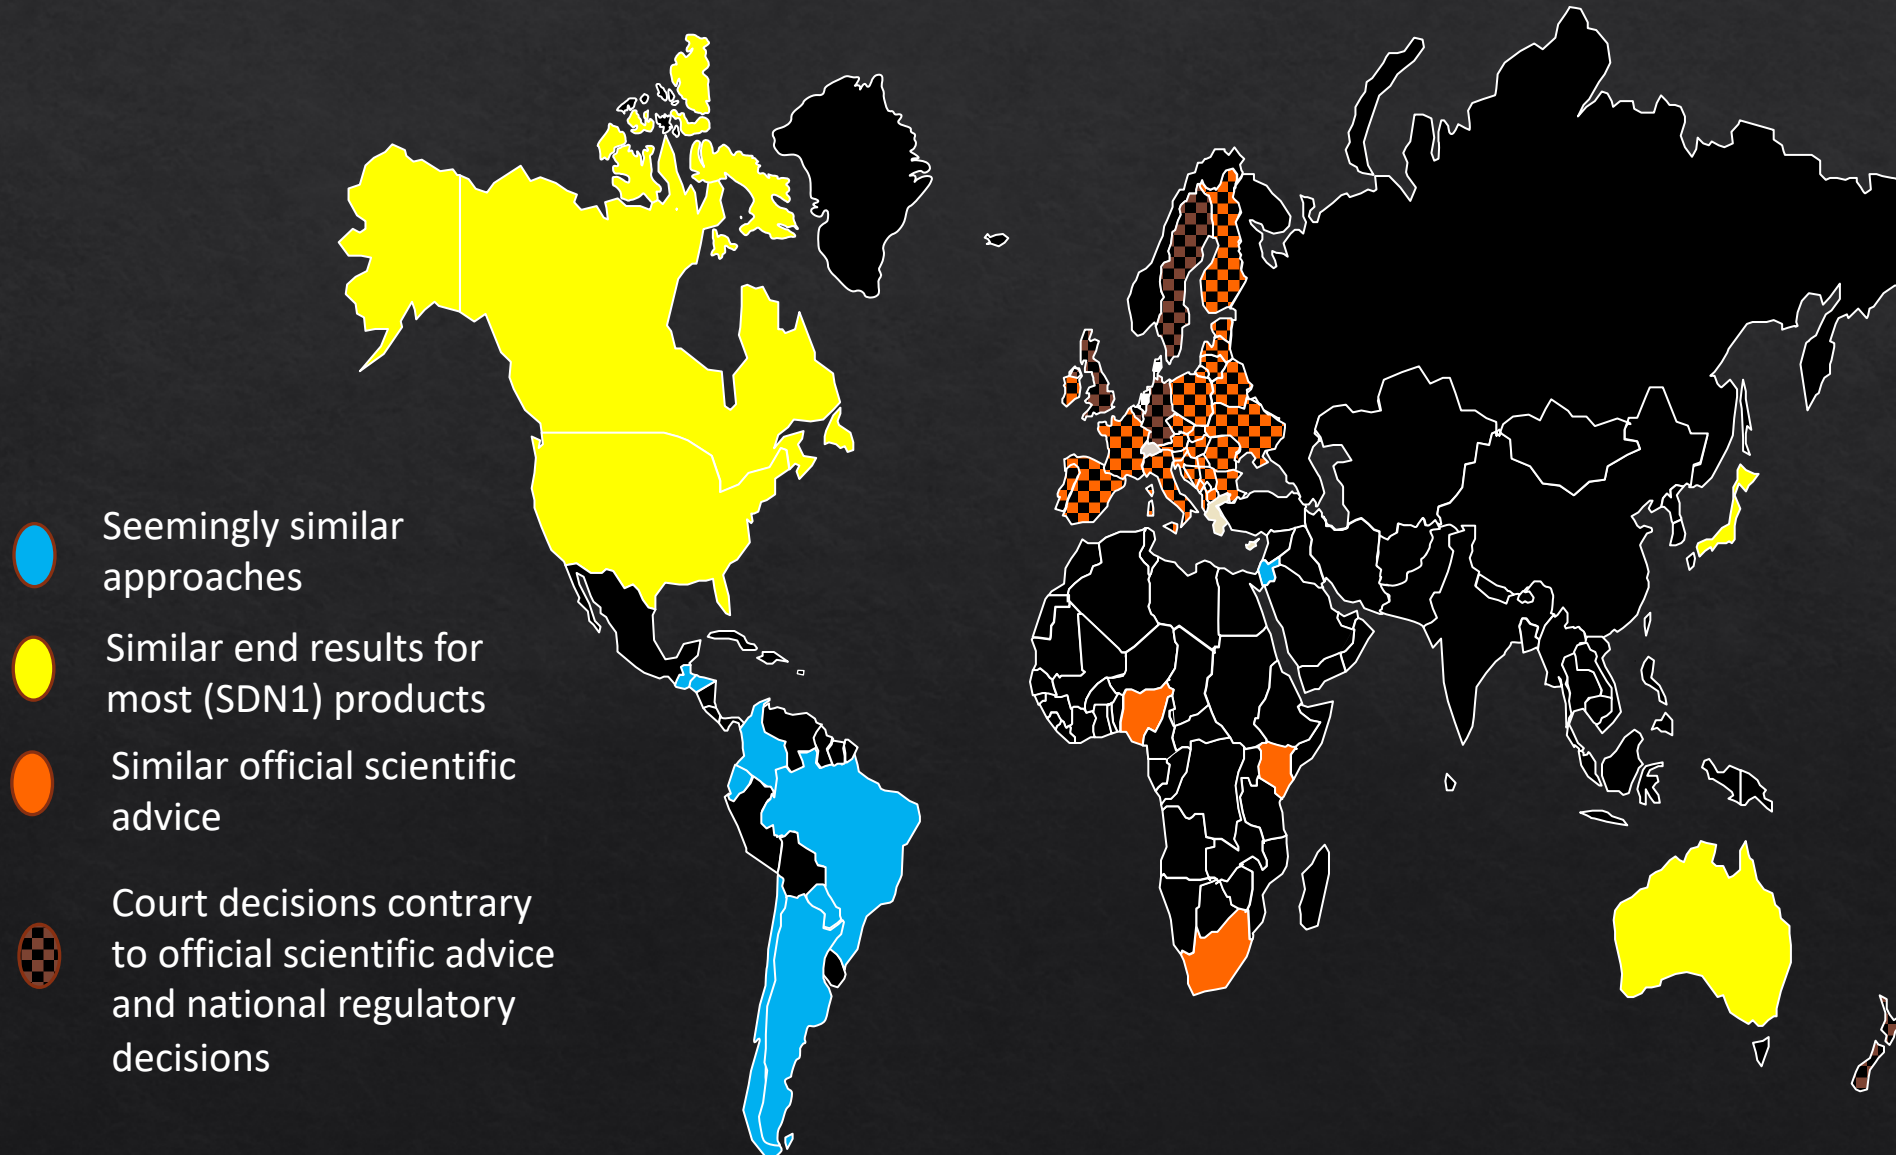 Seemingly similar
approaches
Similar end results for
most (SDN1) products
Similar official scientific
advice
Court decisions contrary
to official scientific advice
and national regulatory
decisions